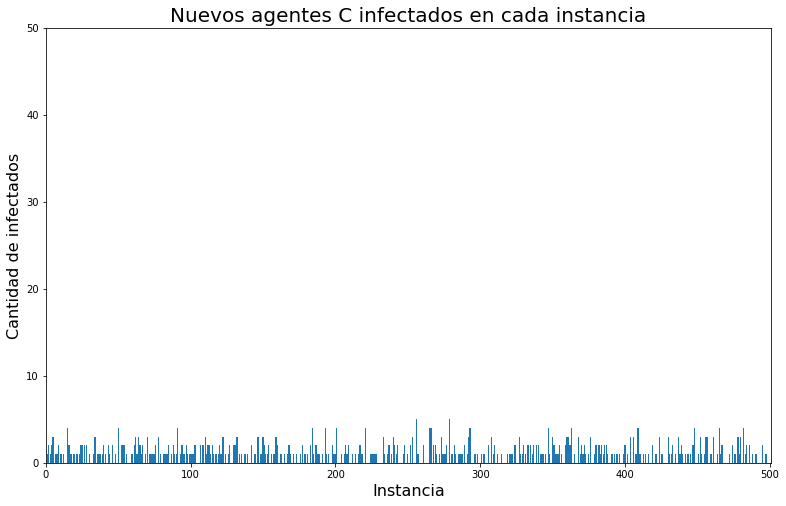 Nuevos agentes C infectados en cada instancia
50
40
30
20
10
0
Cantidad de infectados
0 100 200 300 400 500
Instancia